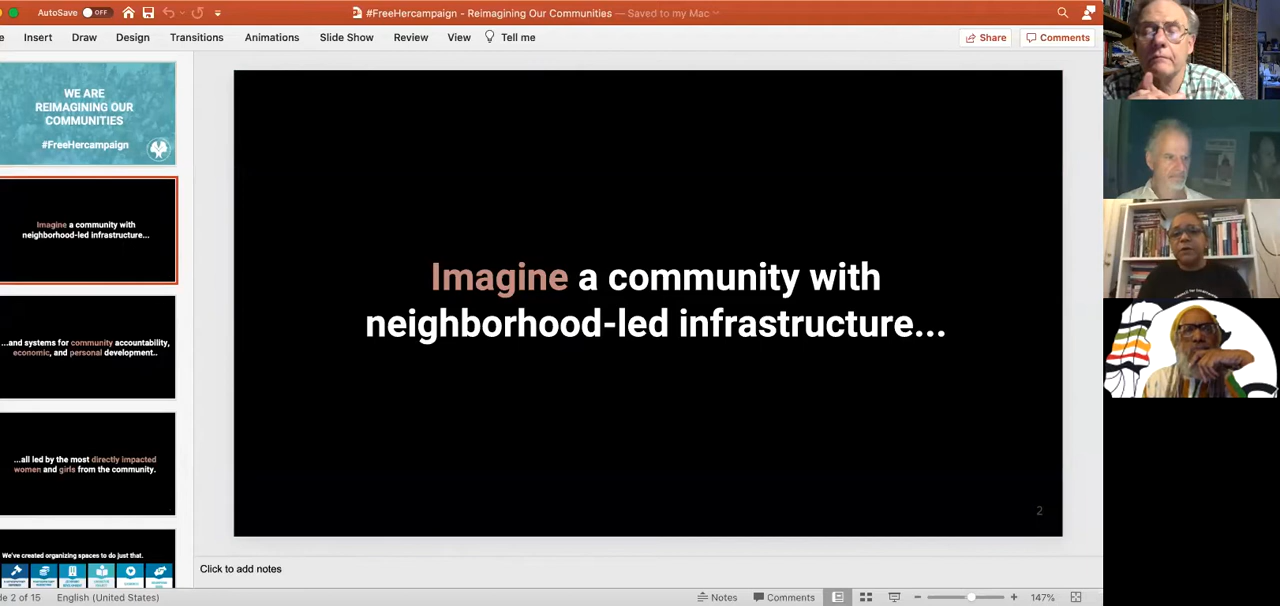 AutoSave OFF
#FreeHercampaign - Reimagining Our Communities — Saved to my Mac
Insert Draw Design Transitions Animations Slide Show Review View Tell me
Share Comments
WE ARE
REIMAGINING OUR
COMMUNITIES
#FreeHercampaign
Imagine a community with
neighborhood-led infrastructure...
...and systems for community accountability,
economic, and personal development..
...all led by the most directly impacted
women and girls from the community.
We've created organizing spaces to do just that.
Imagine a community with
neighborhood-led infrastructure...
2
Click to add notes
de 2 of 15 English (United States)
Notes Comments 147%